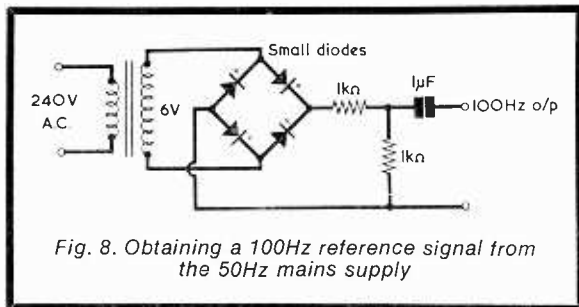 Small diodes
240V
A.C.
6V
1kΩ
1µF
100Hz o/p
1kΩ
Fig. 8. Obtaining a 100Hz reference signal from
the 50Hz mains supply